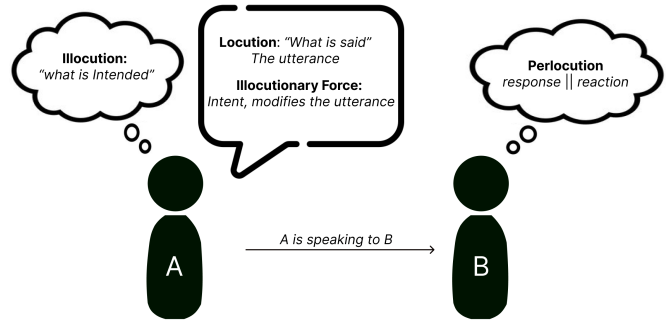 Illocution:
“what is Intended”
Locution: “What is said”
The utterance
Illocutionary Force:
Intent, modifies the utterance
Perlocution
response || reaction
A is speaking to B
A
B